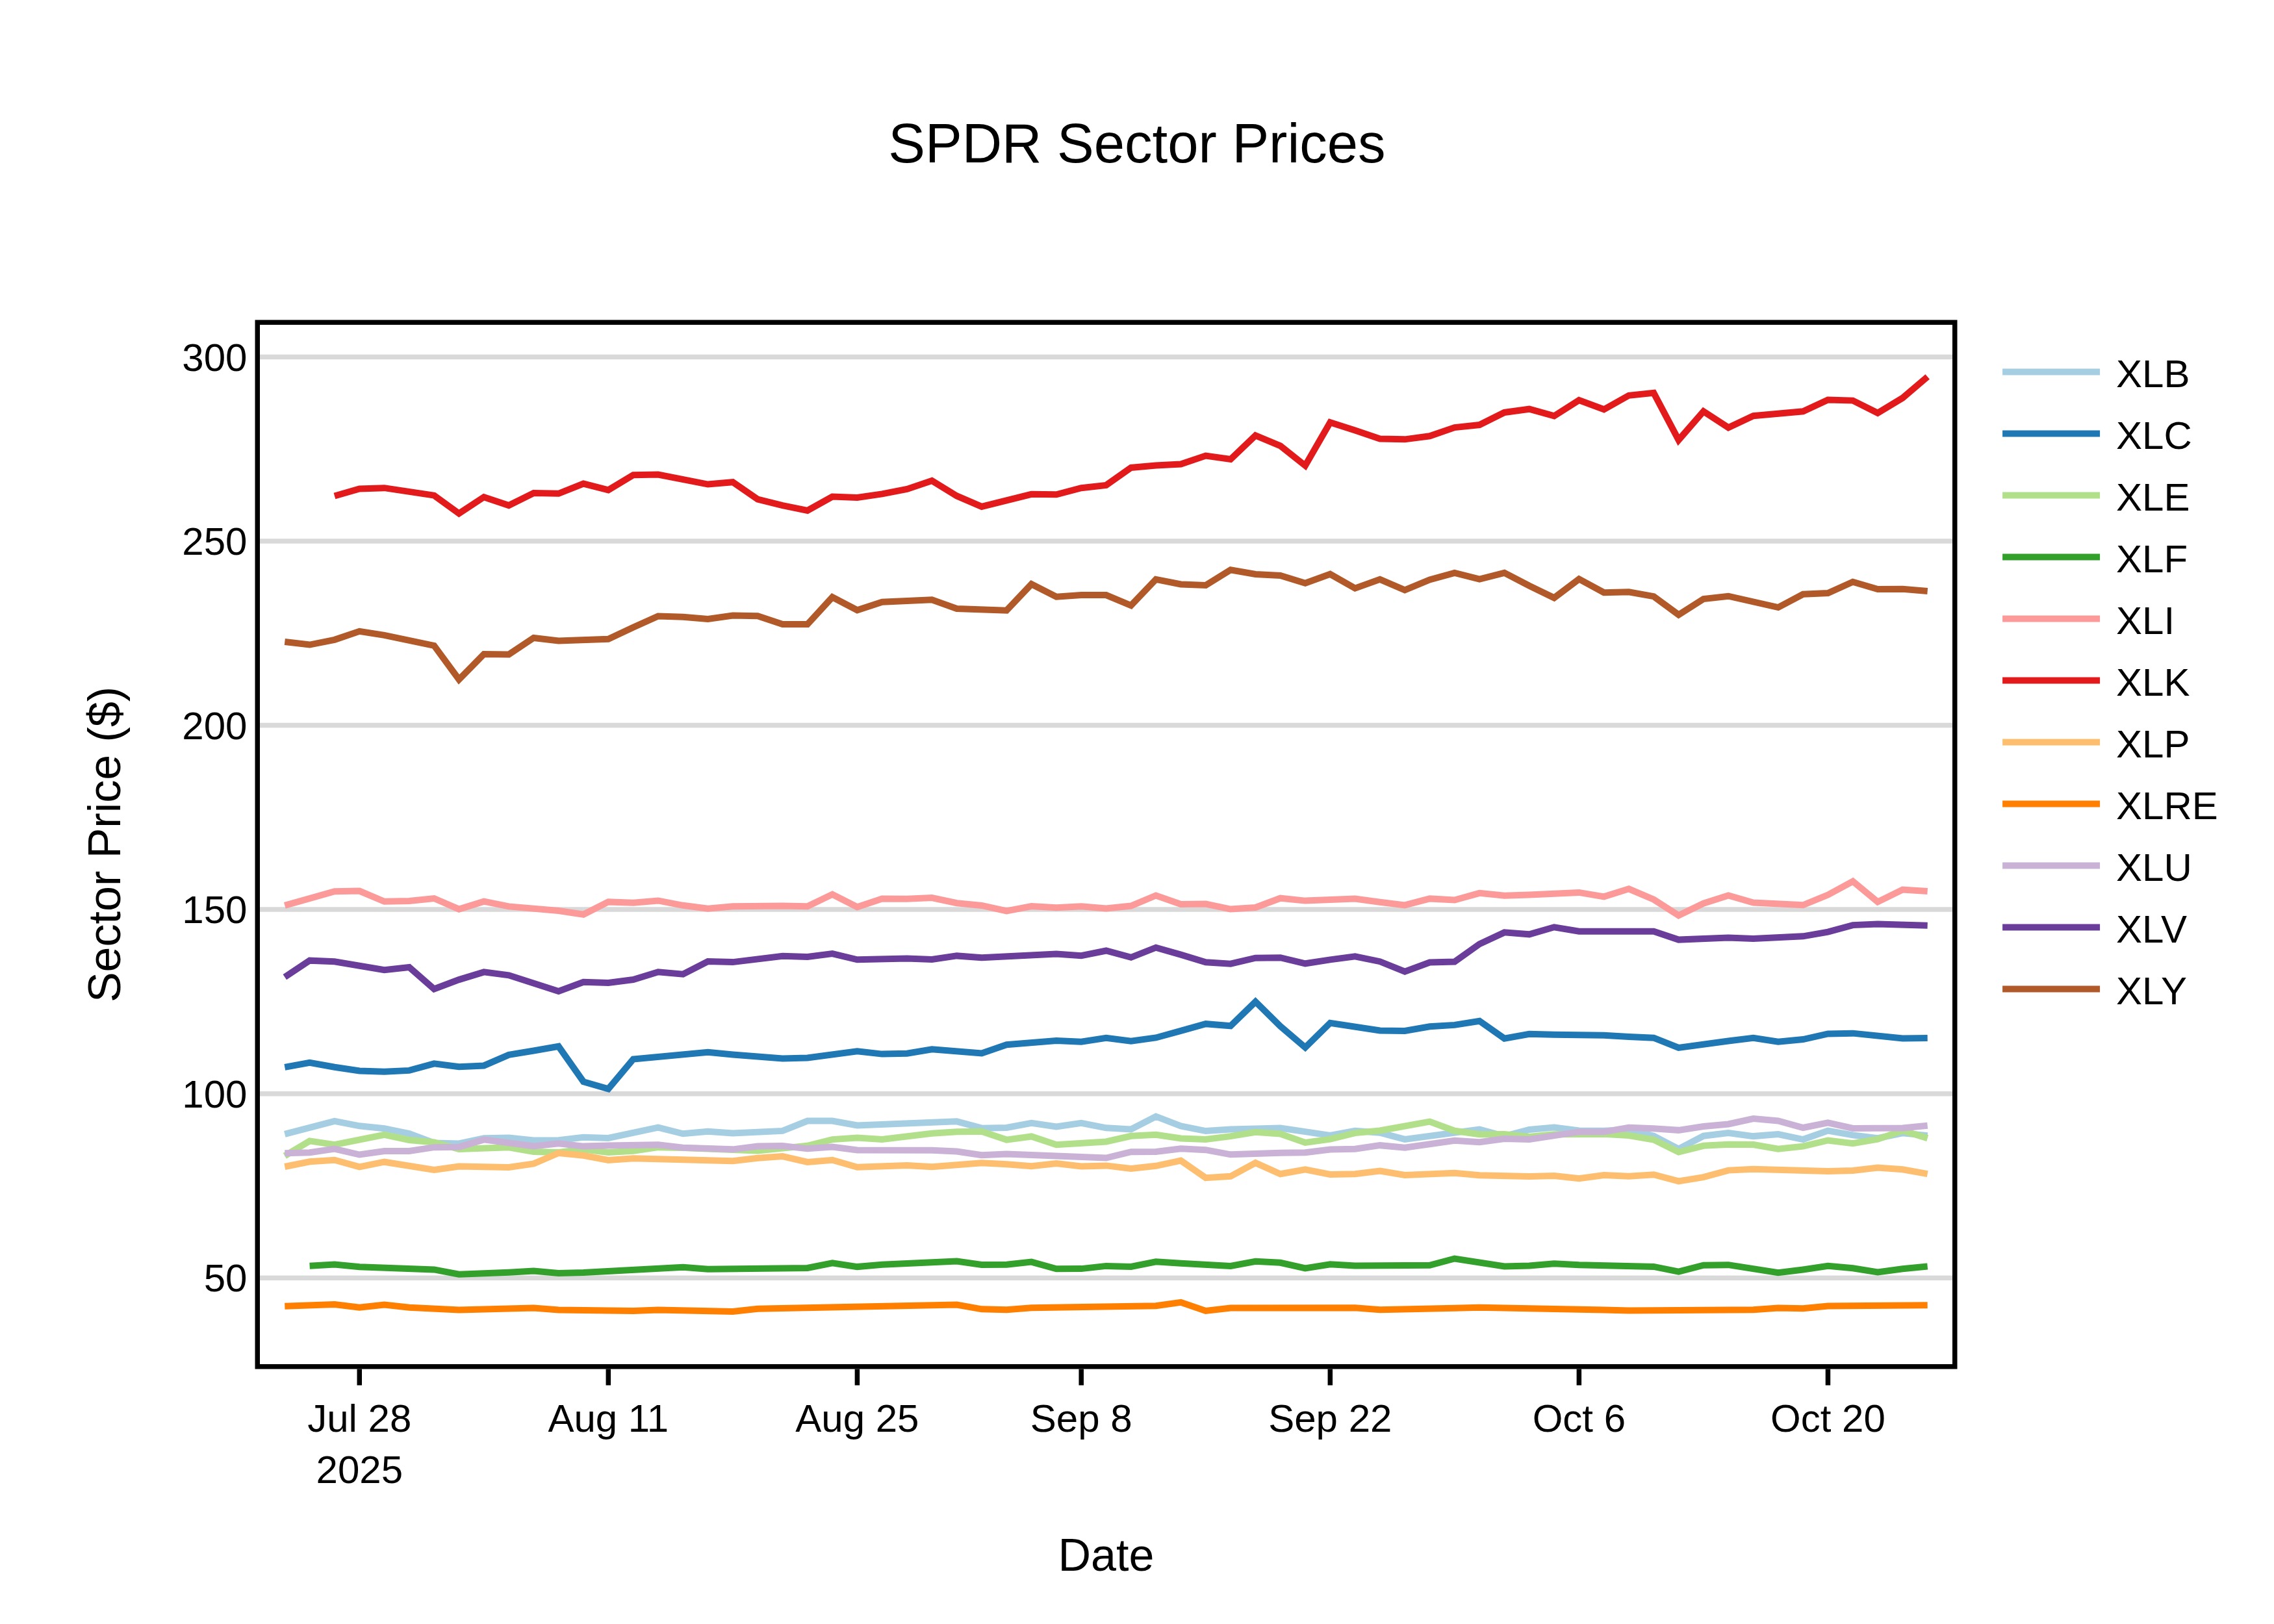 SPDR Sector Prices
300
250
200
150
100
50
Sector Price ($)
Jul 28
2025
Aug 11
Aug 25
Sep 8
Sep 22
Oct 6
Oct 20
Date
XLB
XLC
XLE
XLF
XLI
XLK
XLP
XLRE
XLU
XLV
XLY